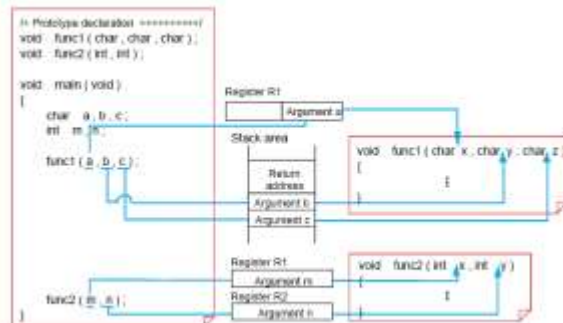 /* Prototype declaration **********/
void func1 ( char , char , char ) ;
void func2 ( int , int ) ;
void main ( void )
{
char a , b , c ;
int m , n ;
func1 ( a , b , c ) ;
func2 ( m , n ) ;
}
Register R1
Argument a
Stack area
Return
address
Argument b
Argument c
void func1 ( char x , char y , char z )
{
}
Register R1
Argument m
Register R2
Argument n
void func2 ( int x , int y )
{
}